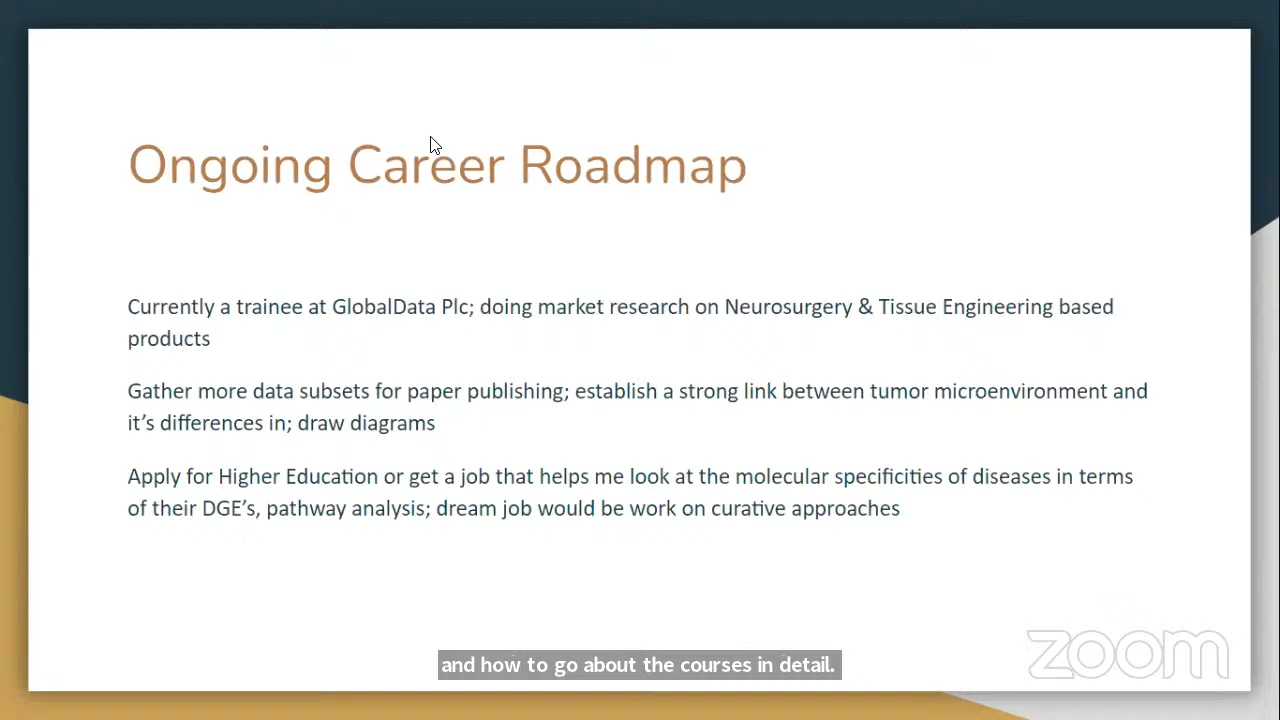 Ongoing Career Roadmap
Currently a trainee at GlobalData Plc; doing market research on Neurosurgery & Tissue Engineering based
products
Gather more data subsets for paper publishing; establish a strong link between tumor microenvironment and
it’s differences in; draw diagrams
Apply for Higher Education or get a job that helps me look at the molecular specificities of diseases in terms
of their DGE’s, pathway analysis; dream job would be work on curative approaches
and how to go about the courses in detail.
zoom